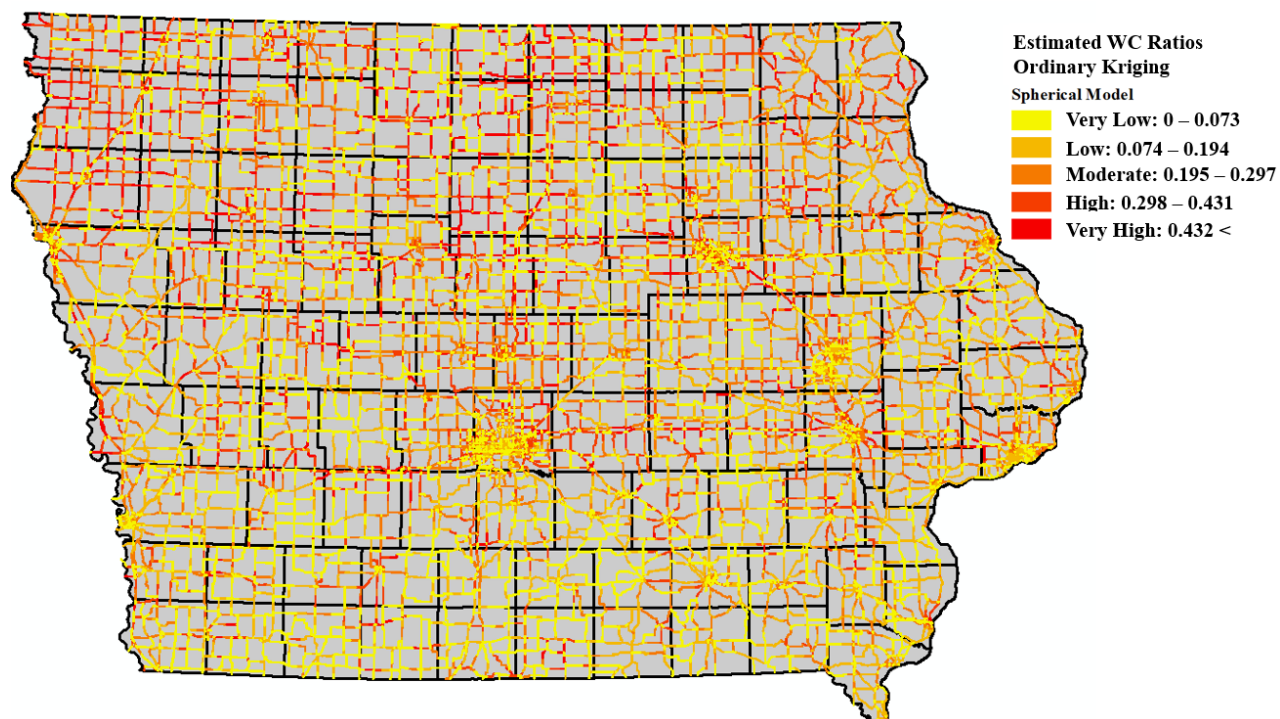 Estimated WC Ratios
Ordinary Kriging
Spherical Model
Very Low: 0 – 0.073
Low: 0.074 – 0.194
Moderate: 0.195 – 0.297
High: 0.298 – 0.431
Very High: 0.432 <